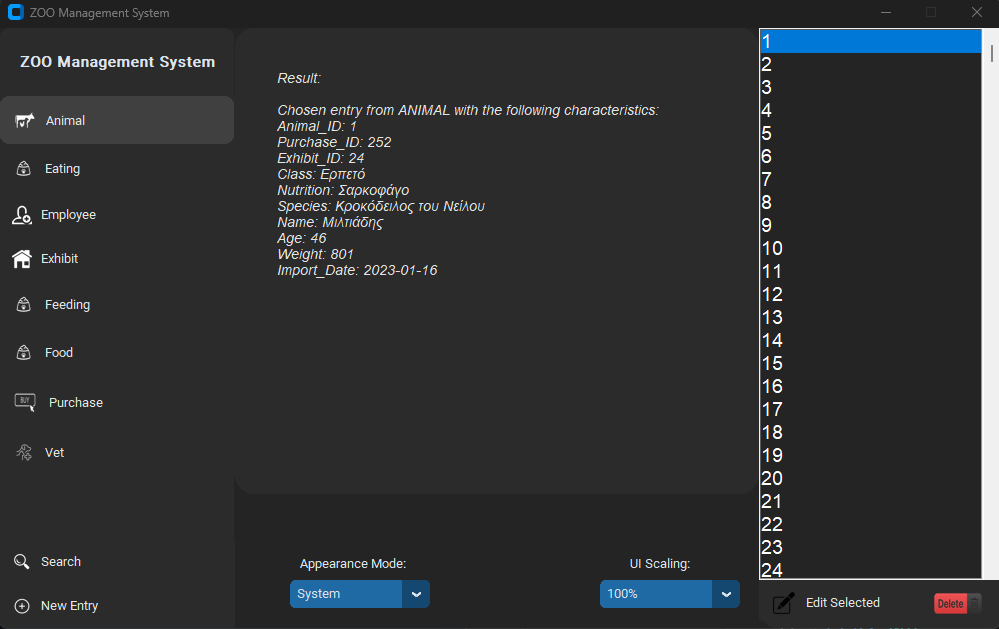 ZOO Management System
ZOO Management System
Animal
Eating
Employee
Exhibit
Feeding
Food
BUY
Purchase
Vet
Search
New Entry
Result:
Chosen entry from ANIMAL with the following characteristics:
Animal_ID: 1
Purchase_ID: 252
Exhibit_ID: 24
Class: Ερπετό
Nutrition: Σαρκοφάγο
Species: Κροκόδειλος του Νείλου
Name: Μιλτιάδης
Age: 46
Weight: 801
Import_Date: 2023-01-16
Appearance Mode:
System
UI Scaling:
100%
1
2
3
4
5
6
7
8
9
10
11
12
13
14
15
16
17
18
19
20
21
22
23
24
Edit Selected
Delete